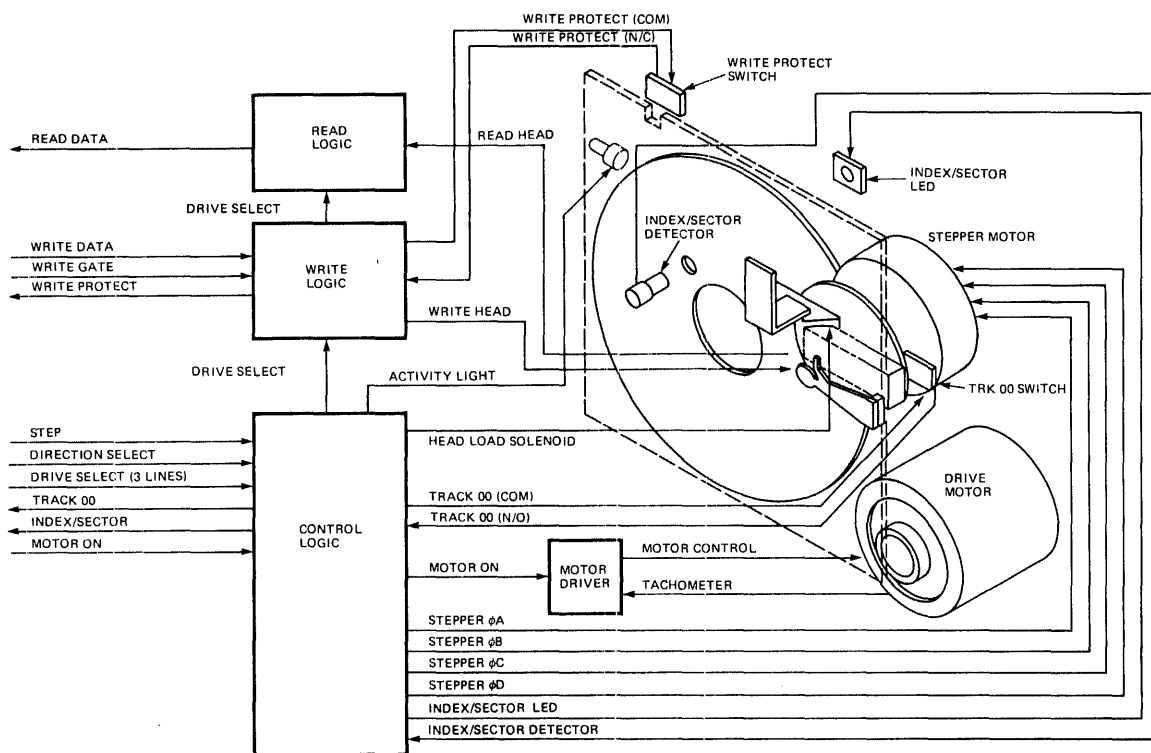 WRITE PROTECT (COM)
WRITE PROTECT (N/C)
WRITE PROTECT
SWITCH
READ DATA
READ
LOGIC
READ HEAD
INDEX/SECTOR
LED
DRIVE SELECT
INDEX/SECTOR
DETECTOR
STEPPER MOTOR
WRITE DATA
WRITE GATE
WRITE PROTECT
WRITE
LOGIC
WRITE HEAD
DRIVE SELECT
ACTIVITY LIGHT
TRK 00 SWITCH
STEP
DIRECTION SELECT
DRIVE SELECT (3 LINES)
TRACK 00
INDEX/SECTOR
MOTOR ON
CONTROL
LOGIC
HEAD LOAD SOLENOID
DRIVE
MOTOR
TRACK 00 (COM)
TRACK 00 (N/O)
MOTOR ON
MOTOR
DRIVER
MOTOR CONTROL
TACHOMETER
STEPPER ϕA
STEPPER ϕB
STEPPER ϕC
STEPPER ϕD
INDEX/SECTOR LED
INDEX/SECTOR DETECTOR